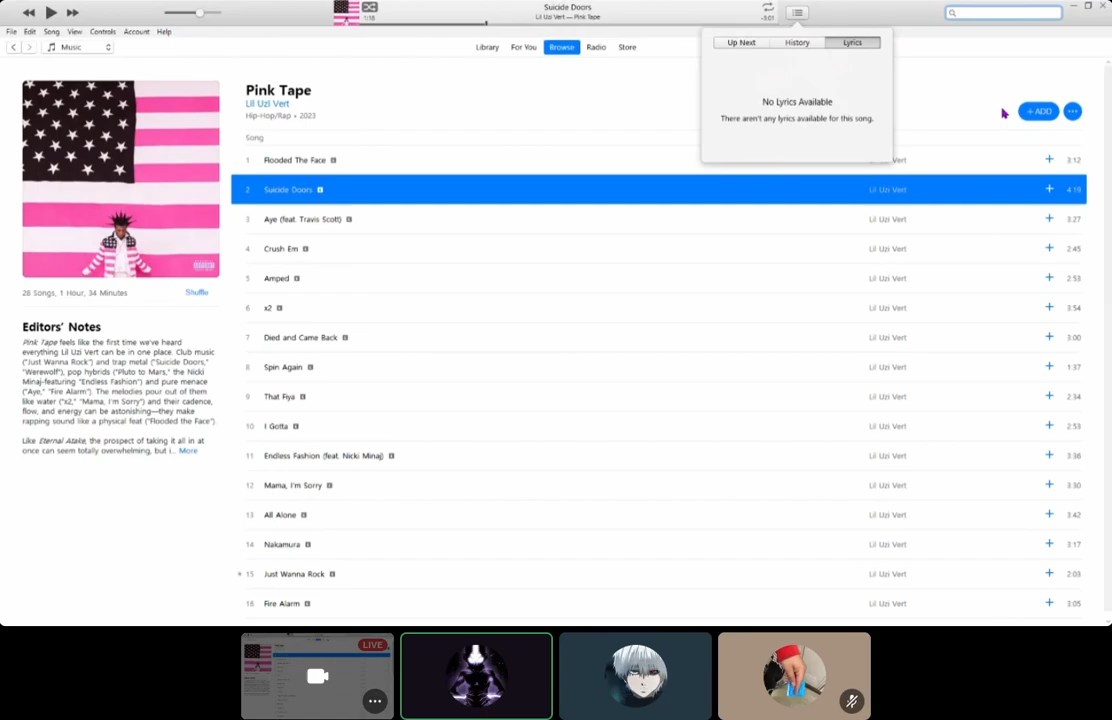 Suicide Doors
1:18
Lil Uzi Vert — Pink Tape
-3:01
File Edit Song View Controls Account Help
Music
Library For You Browse Radio Store
Up Next History Lyrics
No Lyrics Available
There aren't any lyrics available for this song.
Pink Tape
Lil Uzi Vert
Hip-Hop/Rap • 2023
+ ADD
Song
1 Flooded The Face E Vert 3:12
2 Suicide Doors E Lil Uzi Vert 4:19
3 Aye (feat. Travis Scott) E Lil Uzi Vert 3:27
4 Crush Em E Lil Uzi Vert 2:45
5 Amped E Lil Uzi Vert 2:53
6 x2 E Lil Uzi Vert 3:54
7 Died and Came Back E Lil Uzi Vert 3:00
8 Spin Again E Lil Uzi Vert 1:37
9 That Fiya E Lil Uzi Vert 2:34
10 I Gotta E Lil Uzi Vert 2:53
11 Endless Fashion (feat. Nicki Minaj) E Lil Uzi Vert 3:36
12 Mama, I'm Sorry E Lil Uzi Vert 3:30
13 All Alone E Lil Uzi Vert 3:42
14 Nakamura E Lil Uzi Vert 3:17
15 Just Wanna Rock E Lil Uzi Vert 2:03
16 Fire Alarm E Lil Uzi Vert 3:05
28 Songs, 1 Hour, 34 Minutes
Shuffle
Editors' Notes
Pink Tape feels like the first time we've heard
everything Lil Uzi Vert can be in one place. Club music
("Just Wanna Rock") and trap metal ("Suicide Doors,"
"Werewolf"), pop hybrids ("Pluto to Mars," the Nicki
Minaj-featuring "Endless Fashion") and pure menace
("Aye," "Fire Alarm"). The melodies pour out of them
like water ("x2," "Mama, I'm Sorry") and their cadence,
flow, and energy can be astonishing—they make
rapping sound like a physical feat ("Flooded the Face").
Like Eternal Atake, the prospect of taking it all in at
once can seem totally overwhelming, but i... More
LIVE